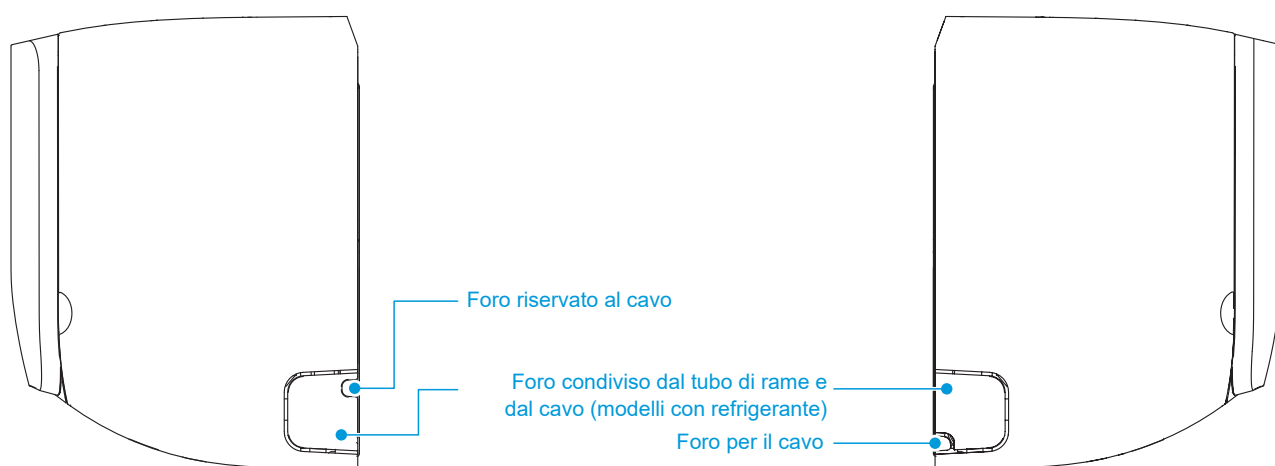 Foro riservato al cavo
Foro condiviso dal tubo di rame e
dal cavo (modelli con refrigerante)
Foro per il cavo